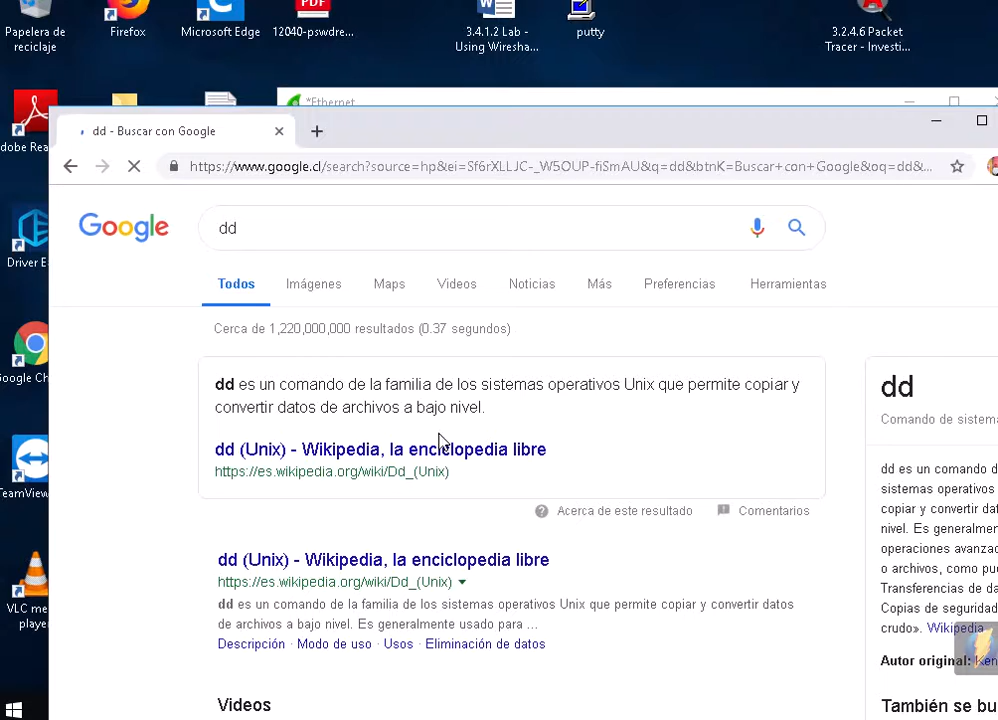 Papelera de
reciclaje
Firefox
Microsoft Edge
PDF
12040-pswdre...
3.4.1.2 Lab -
Using Wiresha...
putty
3.2.4.6 Packet
Tracer - Investi...
*Ethernet
dd - Buscar con Google
https://www.google.cl/search?source=hp&ei=Sf6rXLLJC-_W5OUP-fiSmAU&q=dd&btnK=Buscar+con+Google&oq=dd&...
Google
dd
Todos
Imágenes
Maps
Videos
Noticias
Más
Preferencias
Herramientas
Cerca de 1,220,000,000 resultados (0.37 segundos)
dd es un comando de la familia de los sistemas operativos Unix que permite copiar y
convertir datos de archivos a bajo nivel.
dd (Unix) - Wikipedia, la enciclopedia libre
https://es.wikipedia.org/wiki/Dd_(Unix)
Acerca de este resultado
Comentarios
dd (Unix) - Wikipedia, la enciclopedia libre
https://es.wikipedia.org/wiki/Dd_(Unix)
dd es un comando de la familia de los sistemas operativos Unix que permite copiar y convertir datos
de archivos a bajo nivel. Es generalmente usado para ...
Descripción · Modo de uso · Usos · Eliminación de datos
Videos
dd
Comando de sistema
dd es un comando d
sistemas operativos
copiar y convertir dat
nivel. Es generalmen
operaciones avanzad
o archivos, como pu
Transferencias de da
Copias de seguridad
crudo». Wikipedia
Autor original: Ken
También se bu
dobe Rea
Driver E
Google Ch
TeamView
VLC me
player